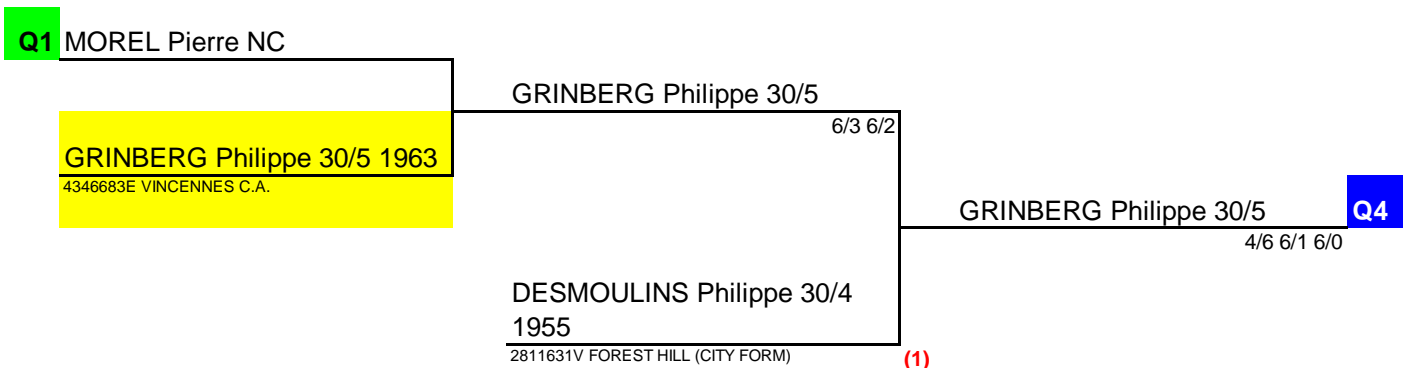 Q1 MOREL Pierre NC
GRINBERG Philippe 30/5
6/3 6/2
GRINBERG Philippe 30/5 1963
4346683E VINCENNES C.A.
GRINBERG Philippe 30/5 Q4
4/6 6/1 6/0
DESMOULINS Philippe 30/4
1955
2811631V FOREST HILL (CITY FORM) (1)